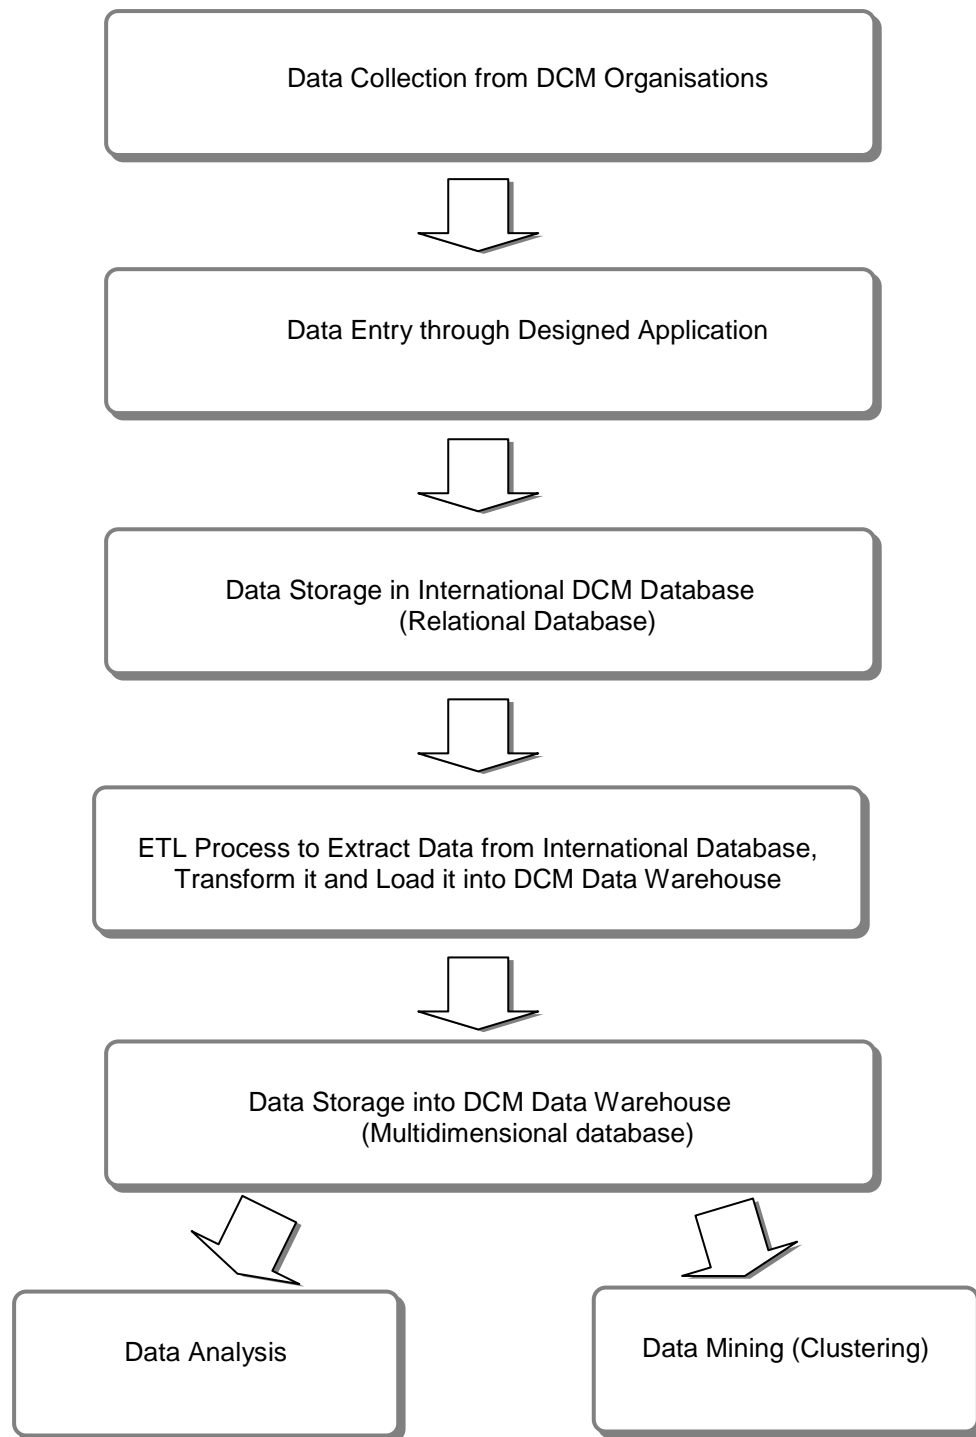 Data Collection from DCM Organisations
Data Entry through Designed Application
Data Storage in International DCM Database
(Relational Database)
ETL Process to Extract Data from International Database,
Transform it and Load it into DCM Data Warehouse
Data Storage into DCM Data Warehouse
(Multidimensional database)
Data Analysis
Data Mining (Clustering)